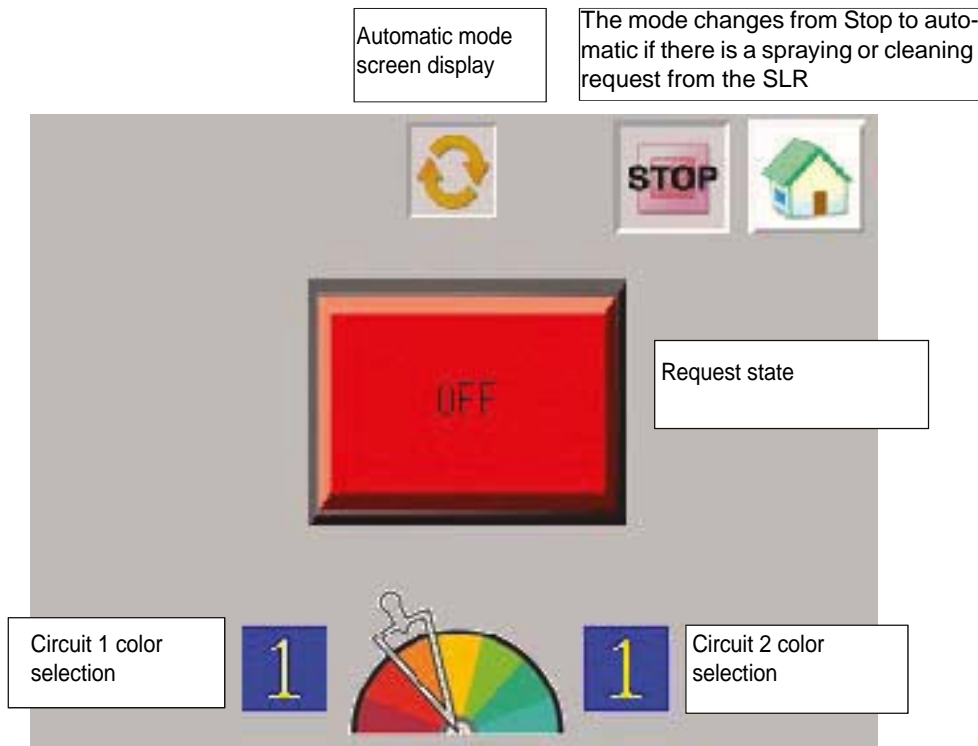 Automatic mode
screen display
The mode changes from Stop to auto-
matic if there is a spraying or cleaning
request from the SLR
STOP
OFF
Request state
Circuit 1 color
selection
1
1
Circuit 2 color
selection